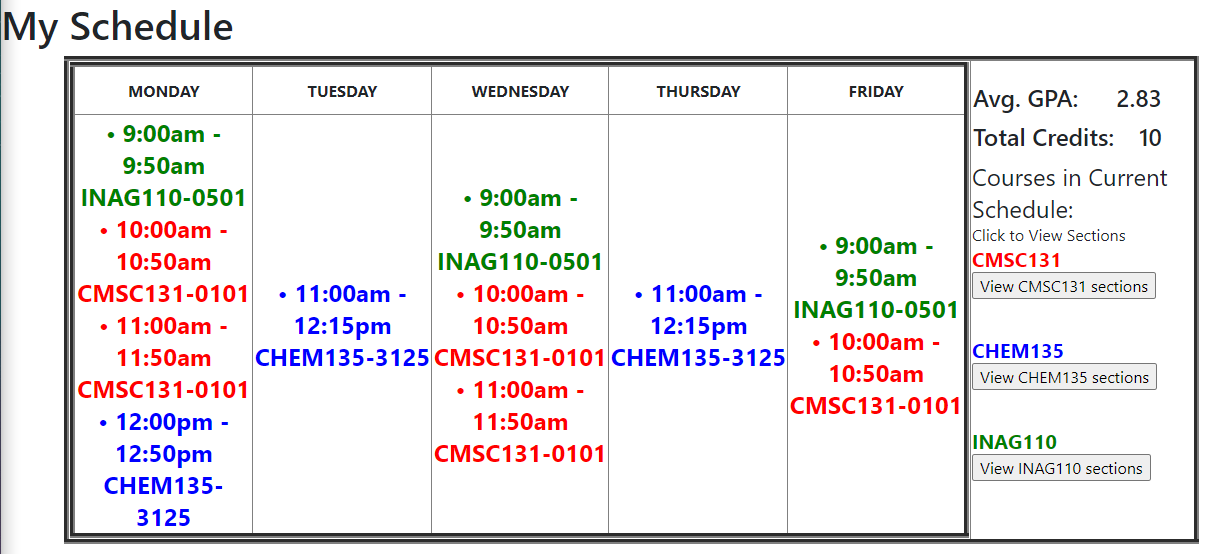 My Schedule
MONDAY
TUESDAY
WEDNESDAY
THURSDAY
FRIDAY
• 9:00am -
9:50am
INAG110-0501
• 10:00am -
10:50am
CMSC131-0101
• 11:00am -
11:50am
CMSC131-0101
• 12:00pm -
12:50pm
CHEM135-
3125
• 11:00am -
12:15pm
CHEM135-3125
• 9:00am -
9:50am
INAG110-0501
• 10:00am -
10:50am
CMSC131-0101
• 11:00am -
11:50am
CMSC131-0101
• 11:00am -
12:15pm
CHEM135-3125
• 9:00am -
9:50am
INAG110-0501
• 10:00am -
10:50am
CMSC131-0101
Avg. GPA: 2.83
Total Credits: 10
Courses in Current
Schedule:
Click to View Sections
CMSC131
View CMSC131 sections
CHEM135
View CHEM135 sections
INAG110
View INAG110 sections